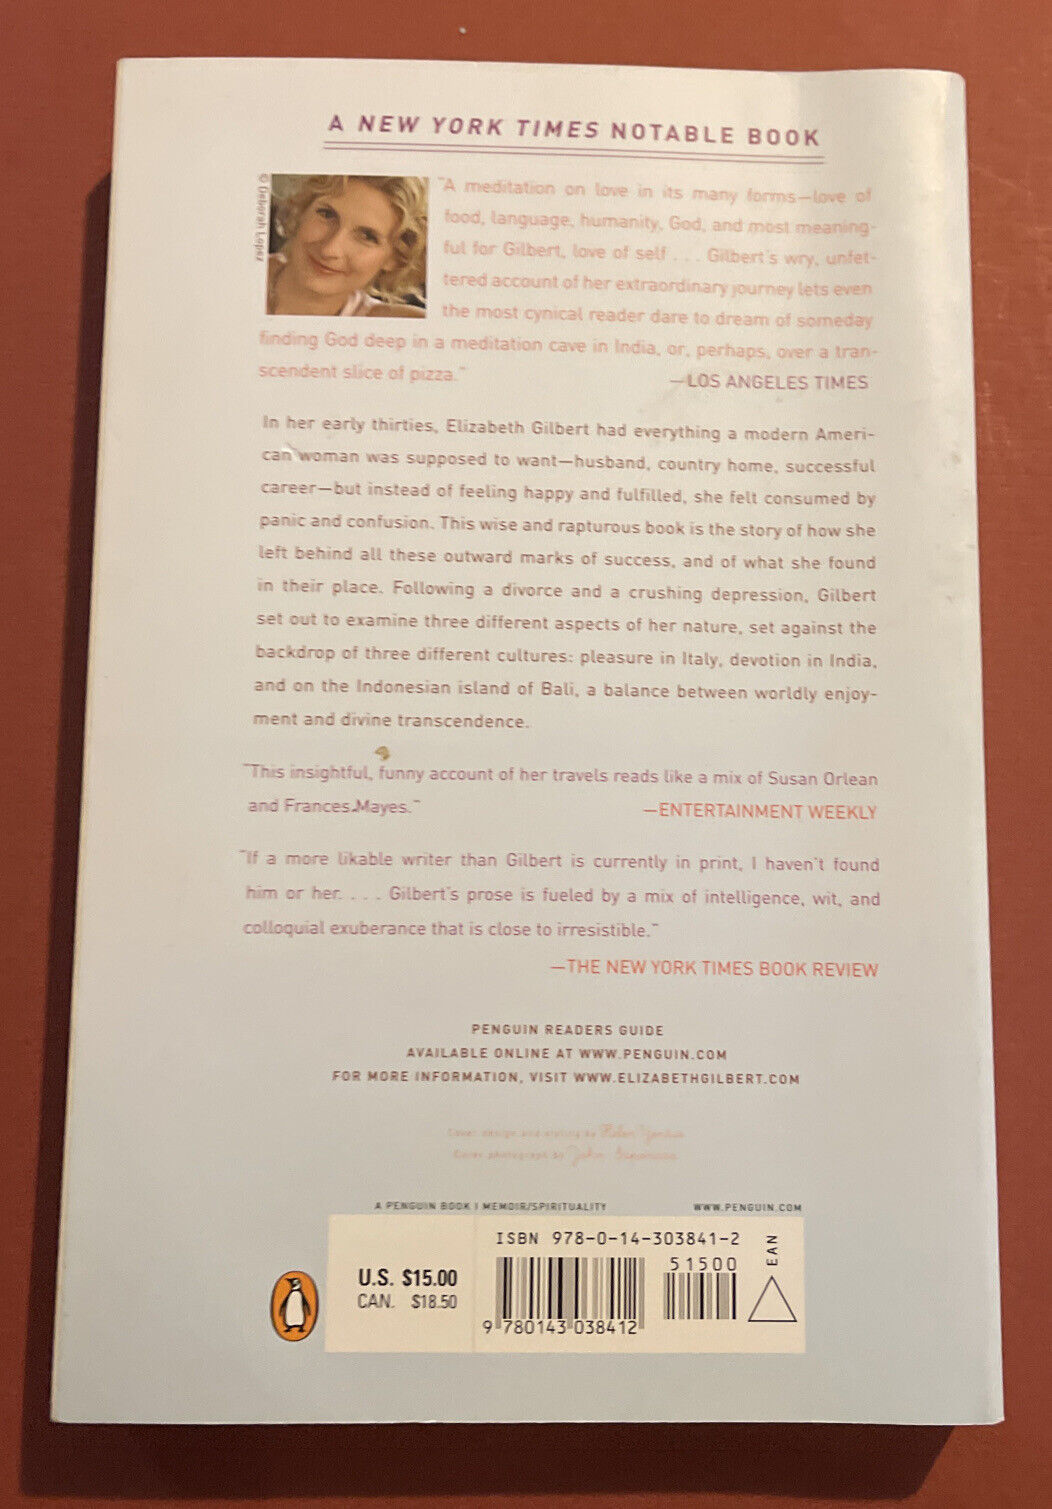 A NEW YORK TIMES NOTABLE BOOK
© Deborah Lopez
"A meditation on love in its many forms—love of
food, language, humanity, God, and most meaning-
ful for Gilbert, love of self . . . Gilbert's wry, unfet-
tered account of her extraordinary journey lets even
the most cynical reader dare to dream of someday
finding God deep in a meditation cave in India, or, perhaps, over a tran-
scendent slice of pizza."
—LOS ANGELES TIMES
In her early thirties, Elizabeth Gilbert had everything a modern Ameri-
can woman was supposed to want—husband, country home, successful
career—but instead of feeling happy and fulfilled, she felt consumed by
panic and confusion. This wise and rapturous book is the story of how she
left behind all these outward marks of success, and of what she found
in their place. Following a divorce and a crushing depression, Gilbert
set out to examine three different aspects of her nature, set against the
backdrop of three different cultures: pleasure in Italy, devotion in India,
and on the Indonesian island of Bali, a balance between worldly enjoy-
ment and divine transcendence.
"This insightful, funny account of her travels reads like a mix of Susan Orlean
and Frances Mayes."
—ENTERTAINMENT WEEKLY
"If a more likable writer than Gilbert is currently in print, I haven't found
him or her. . . . Gilbert's prose is fueled by a mix of intelligence, wit, and
colloquial exuberance that is close to irresistible."
—THE NEW YORK TIMES BOOK REVIEW
PENGUIN READERS GUIDE
AVAILABLE ONLINE AT WWW.PENGUIN.COM
FOR MORE INFORMATION, VISIT WWW.ELIZABETHGILBERT.COM
Cover design and styling by Helen
Cover photograph by John
A PENGUIN BOOK | MEMOIR/SPIRITUALITY
WWW.PENGUIN.COM
ISBN 978-0-14-303841-2
51500
EAN
U.S. $15.00
CAN. $18.50
9 780143 038412